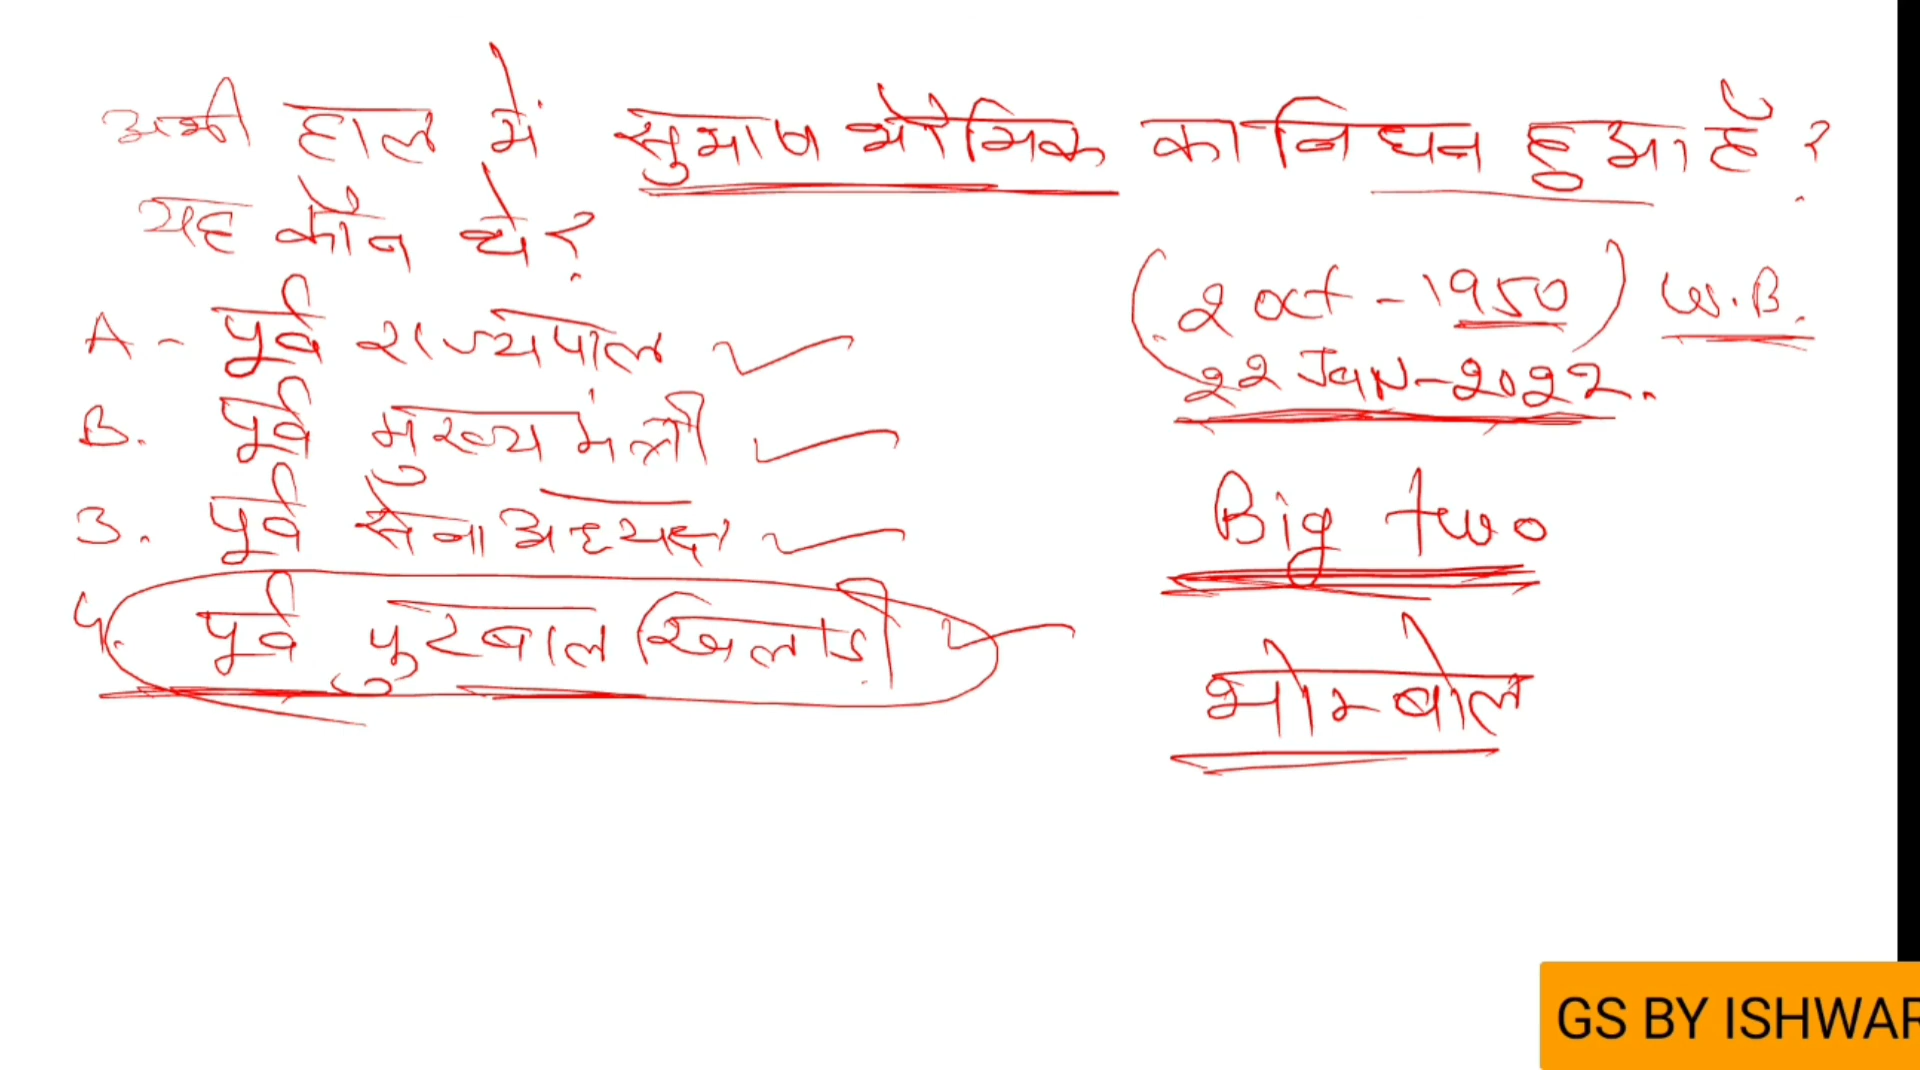 अभी हाल में सुभाष भौमिक का निधन हुआ है ?
यह कौन थे ?
A - पूर्व राज्यपाल
B. पूर्व मुख्यमंत्री
3. पूर्व सेना अध्यक्ष
4. पूर्व फुटबाल खिलाड़ी
(2 oct - 1950) W.B.
22 JaN - 2022.
Big two
भोम्बोल
GS BY ISHWAR